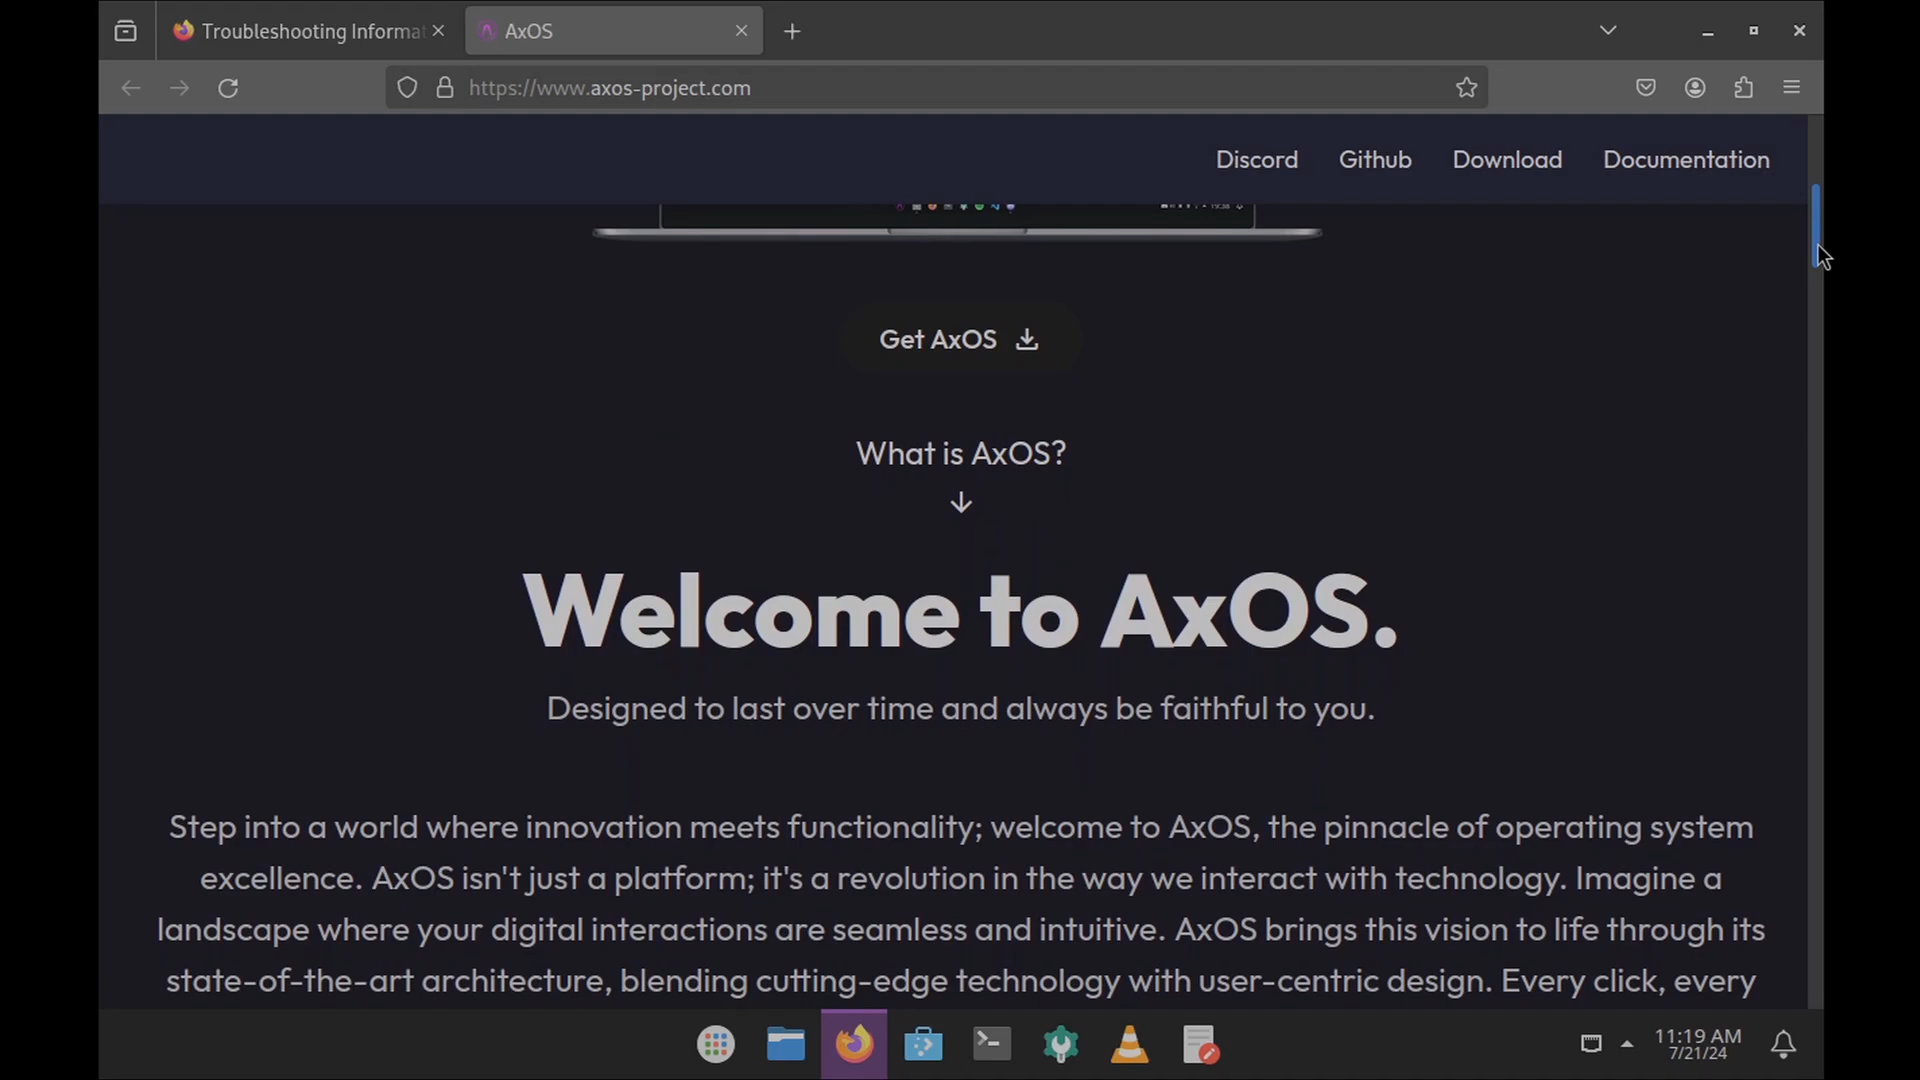 Troubleshooting Informat
AxOS
https://www.axos-project.com
Discord Github Download Documentation
Get AxOS
What is AxOS?
Welcome to AxOS.
Designed to last over time and always be faithful to you.
Step into a world where innovation meets functionality; welcome to AxOS, the pinnacle of operating system
excellence. AxOS isn't just a platform; it's a revolution in the way we interact with technology. Imagine a
landscape where your digital interactions are seamless and intuitive. AxOS brings this vision to life through its
state-of-the-art architecture, blending cutting-edge technology with user-centric design. Every click, every
11:19 AM
7/21/24